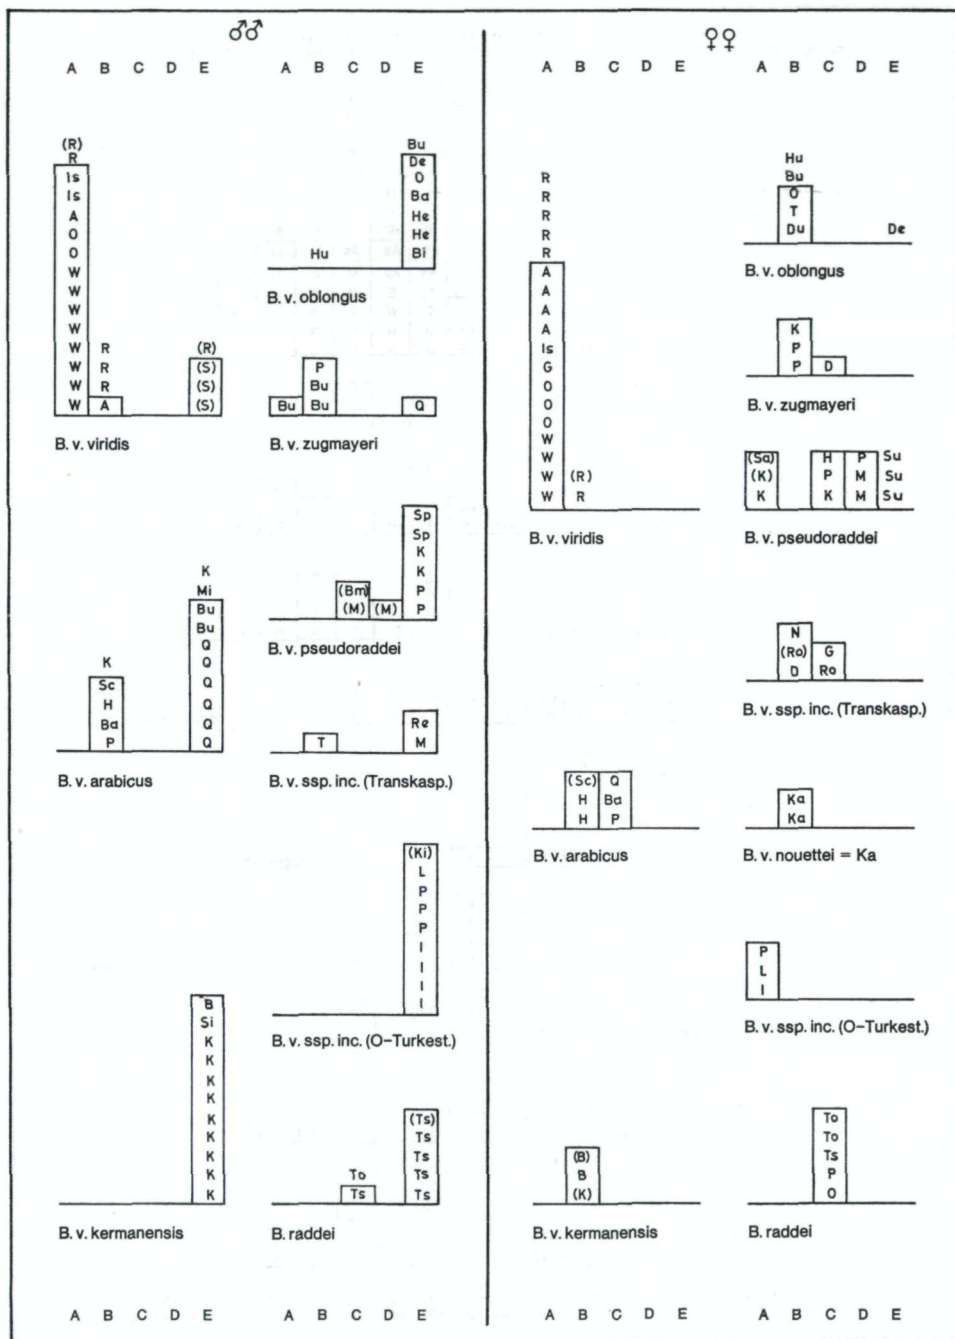 ♂♂
♀♀
A B C D E
A B C D E
A B C D E
A B C D E
(R)
R
Is
Is
A
O
O
W
W
W
W
W R (R)
W R (S)
W R (S)
W A (S)
B. v. viridis
K
Mi
Bu
Bu
Q
K Q
Sc Q
H Q
Ba Q
P Q
B. v. arabicus
B
Si
K
K
K
K
K
K
K
K
K
B. v. kermanensis
Bu
De
O
Ba
He
He
Hu Bi
B. v. oblongus
P
Bu
Bu Bu Q
B. v. zugmayeri
Sp
Sp
K
K
(Bm) P
(M) (M) P
B. v. pseudoraddei
Re
T M
B. v. ssp. inc. (Transkasp.)
(Ki)
L
P
P
P
I
I
I
I
B. v. ssp. inc. (O-Turkest.)
(Ts)
Ts
Ts
To Ts
Ts Ts
B. raddei
R
R
R
R
R
A
A
A
A
Is
G
O
O
O
W
W
W (R)
W R
B. v. viridis
(Sc) Q
H Ba
H P
B. v. arabicus
(B)
B
(K)
B. v. kermanensis
Hu
Bu
O
T
Du De
B. v. oblongus
K
P
P D
B. v. zugmayeri
(Sa) H P Su
(K) P M Su
K K M Su
B. v. pseudoraddei
N
(Ro) G
D Ro
B. v. ssp. inc. (Transkasp.)
Ka
Ka
B. v. nouettei = Ka
P
L
I
B. v. ssp. inc. (O-Turkest.)
To
To
Ts
P
O
B. raddei
A B C D E
A B C D E
A B C D E
A B C D E